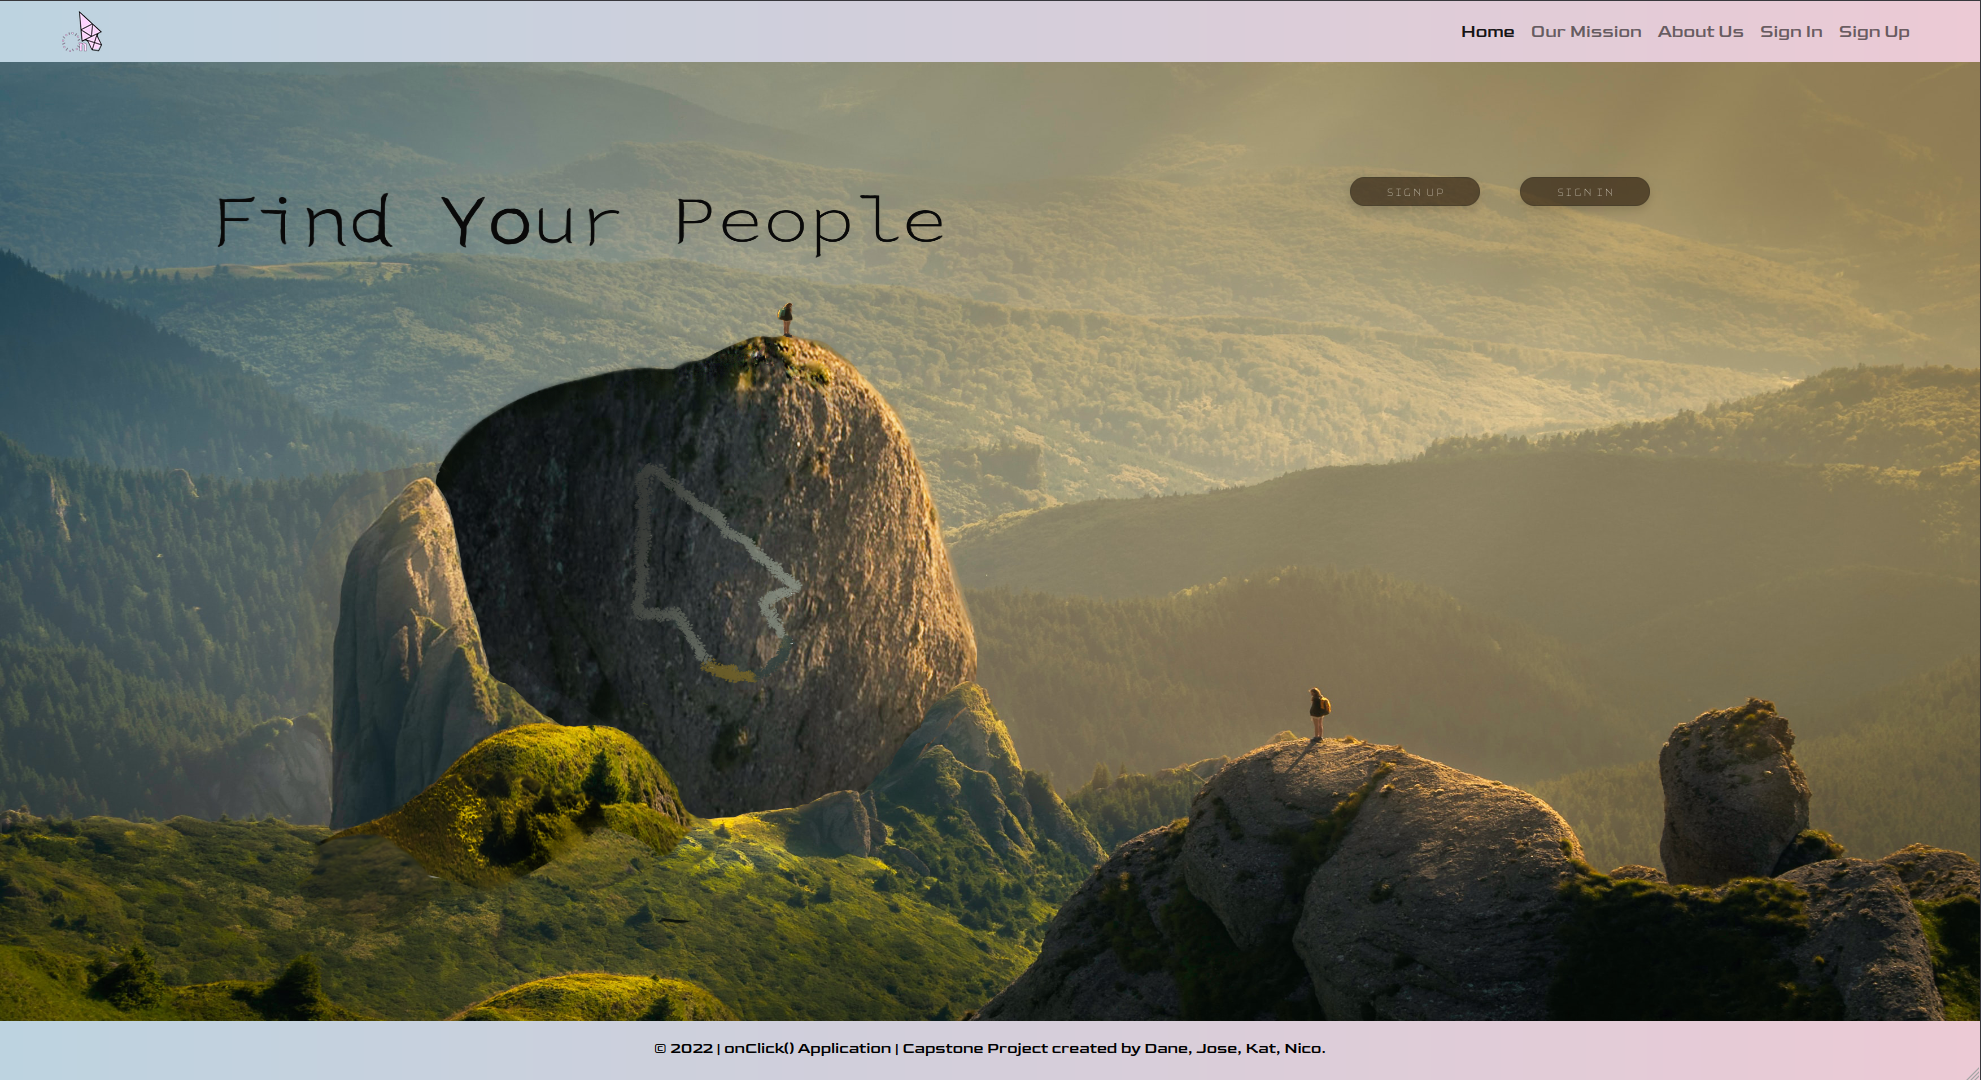 Home Our Mission About Us Sign In Sign Up
Find Your People
SIGN UP SIGN IN
© 2022 | onClick() Application | Capstone Project created by Dane, Jose, Kat, Nico.